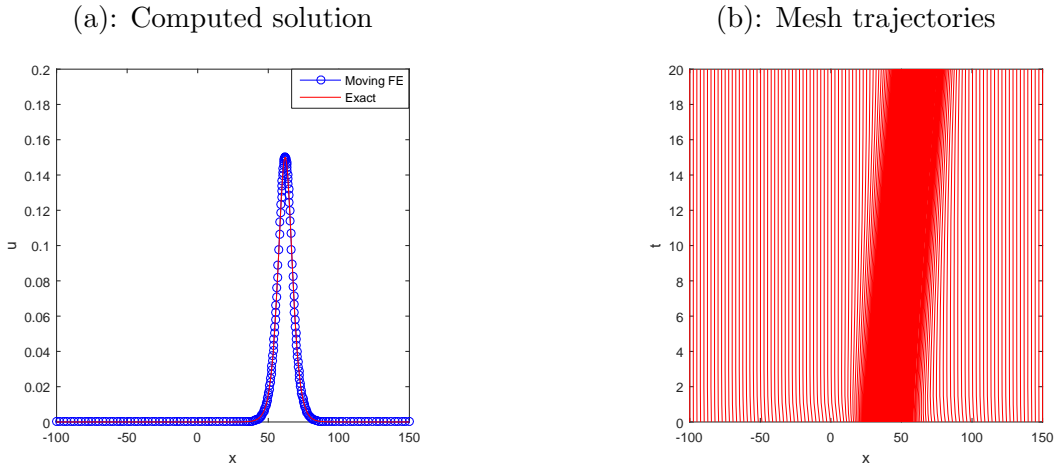 (a): Computed solution
(b): Mesh trajectories
0.2
0.18
0.16
0.14
0.12
0.1
0.08
0.06
0.04
0.02
0
u
Moving FE
Exact
-100 -50 0 50 100 150
x
20
18
16
14
12
10
8
6
4
2
0
t
-100 -50 0 50 100 150
x